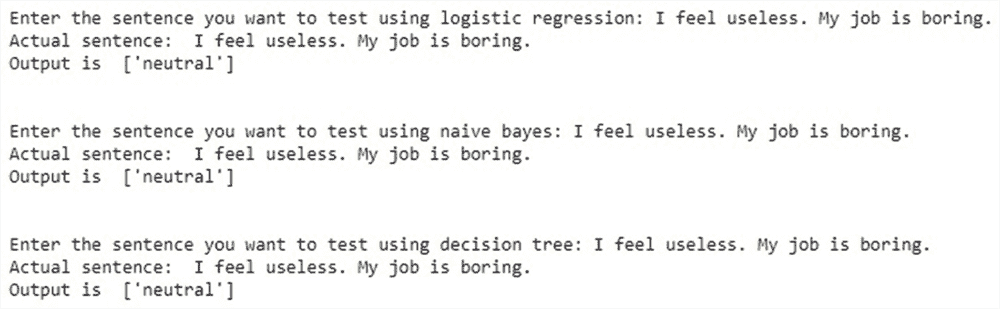 Enter the sentence you want to test using logistic regression: I feel useless. My job is boring.
Actual sentence:  I feel useless. My job is boring.
Output is  ['neutral']
Enter the sentence you want to test using naive bayes: I feel useless. My job is boring.
Actual sentence:  I feel useless. My job is boring.
Output is  ['neutral']
Enter the sentence you want to test using decision tree: I feel useless. My job is boring.
Actual sentence:  I feel useless. My job is boring.
Output is  ['neutral']